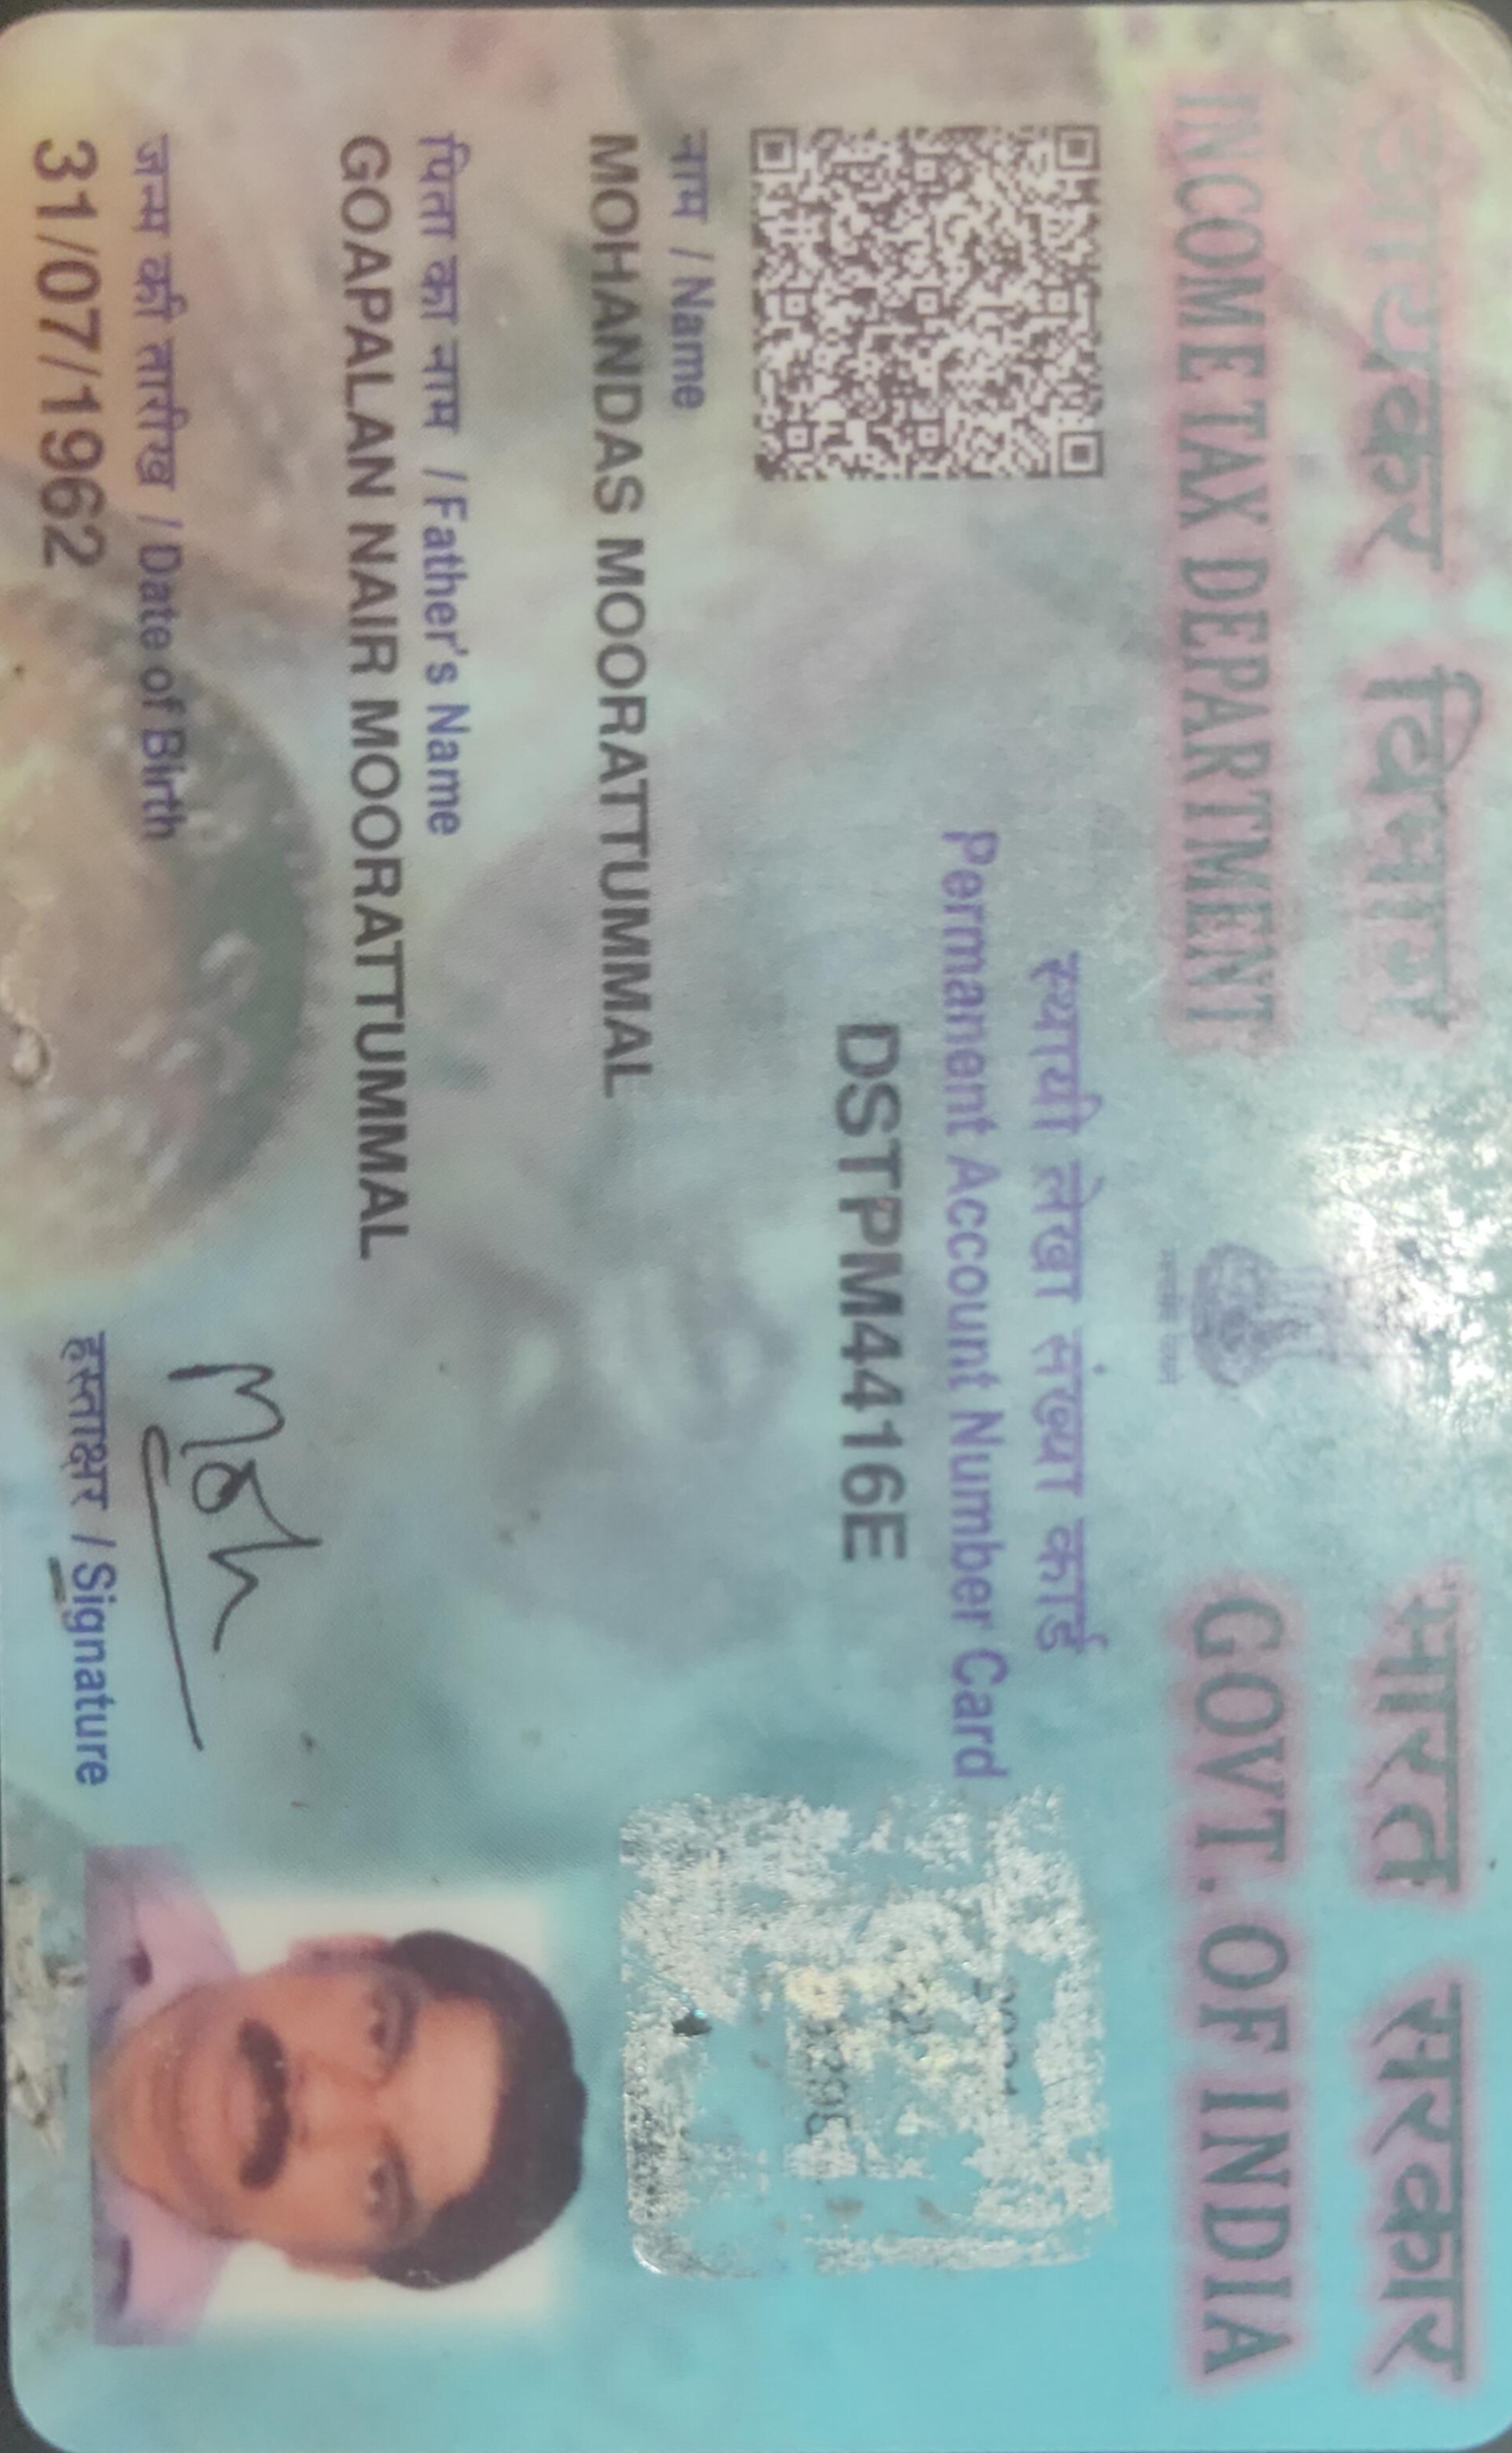 आयकर विभाग
INCOME TAX DEPARTMENT
भारत सरकार
GOVT. OF INDIA
स्थायी लेखा संख्या कार्ड
Permanent Account Number Card
DSTPM4416E
नाम / Name
MOHANDAS MOORATTUMMAL
पिता का नाम / Father's Name
GOAPALAN NAIR MOORATTUMMAL
जन्म की तारीख / Date of Birth
31/07/1962
Moh
हस्ताक्षर / Signature